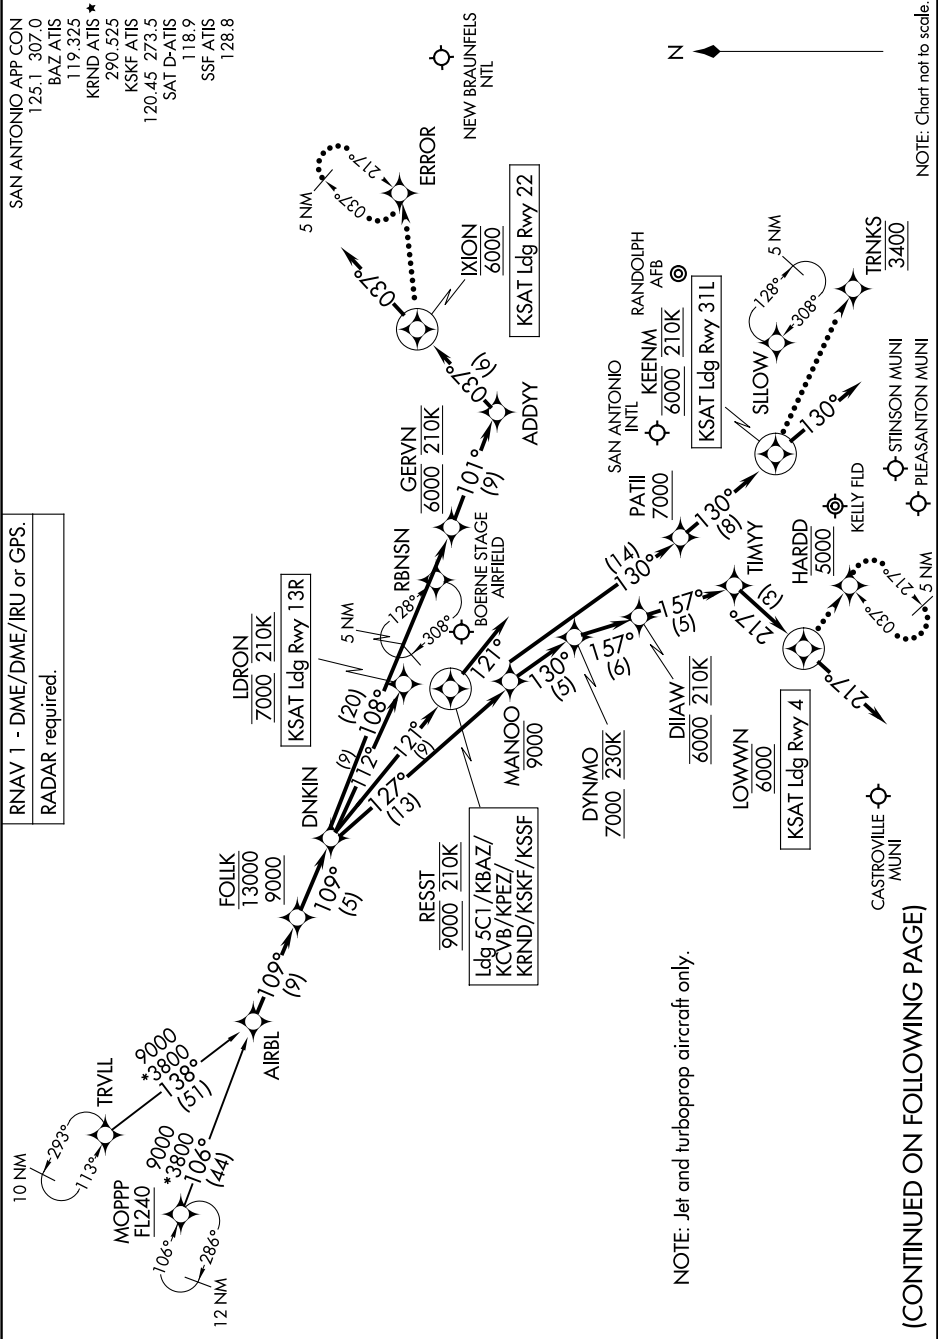 RNAV 1 - DME/DME/IRU or GPS.
RADAR required.
SAN ANTONIO APP CON
125.1 307.0
BAZ ATIS
119.325
KRND ATIS ★
290.525
KSKF ATIS
120.45 273.5
SAT D-ATIS
118.9
SSF ATIS
128.8
10 NM
293°
113°
TRVLL
9000
*3800
138°
(51)
MOPPP
FL240
9000
*3800
106°
(44)
106°
286°
12 NM
AIRBL
109°
(9)
FOLLK
13000
9000
109°
(5)
DNKIN
(20)
108°
(9)
112°
121°
(9)
127°
(13)
LDRON
7000 210K
KSAT Ldg Rwy 13R
5 NM
128°
308°
RBNSN
GERVN
6000 210K
101°
(9)
ADDYY
037°
(6)
037°
IXION
6000
KSAT Ldg Rwy 22
5 NM
037°
217°
ERROR
NEW BRAUNFELS
NTL
BOERNE STAGE
AIRFIELD
121°
RESST
9000 210K
Ldg 5C1/KBAZ/
KCVB/KPEZ/
KRND/KSKF/KSSF
MANOO
9000
130°
(5)
(14)
130°
DYNMO
7000 230K
157°
(6)
DIIAW
6000 210K
157°
(5)
TIMYY
217°
(3)
LOWWN
6000
KSAT Ldg Rwy 4
217°
HARDD
5000
037°
217°
5 NM
KELLY FLD
PATII
7000
130°
(8)
SAN ANTONIO
INTL
KEENM
6000 210K
KSAT Ldg Rwy 31L
RANDOLPH
AFB
130°
SLLOW
128°
308°
5 NM
TRNKS
3400
STINSON MUNI
PLEASANTON MUNI
CASTROVILLE
MUNI
N
NOTE: Jet and turboprop aircraft only.
NOTE: Chart not to scale.
(CONTINUED ON FOLLOWING PAGE)